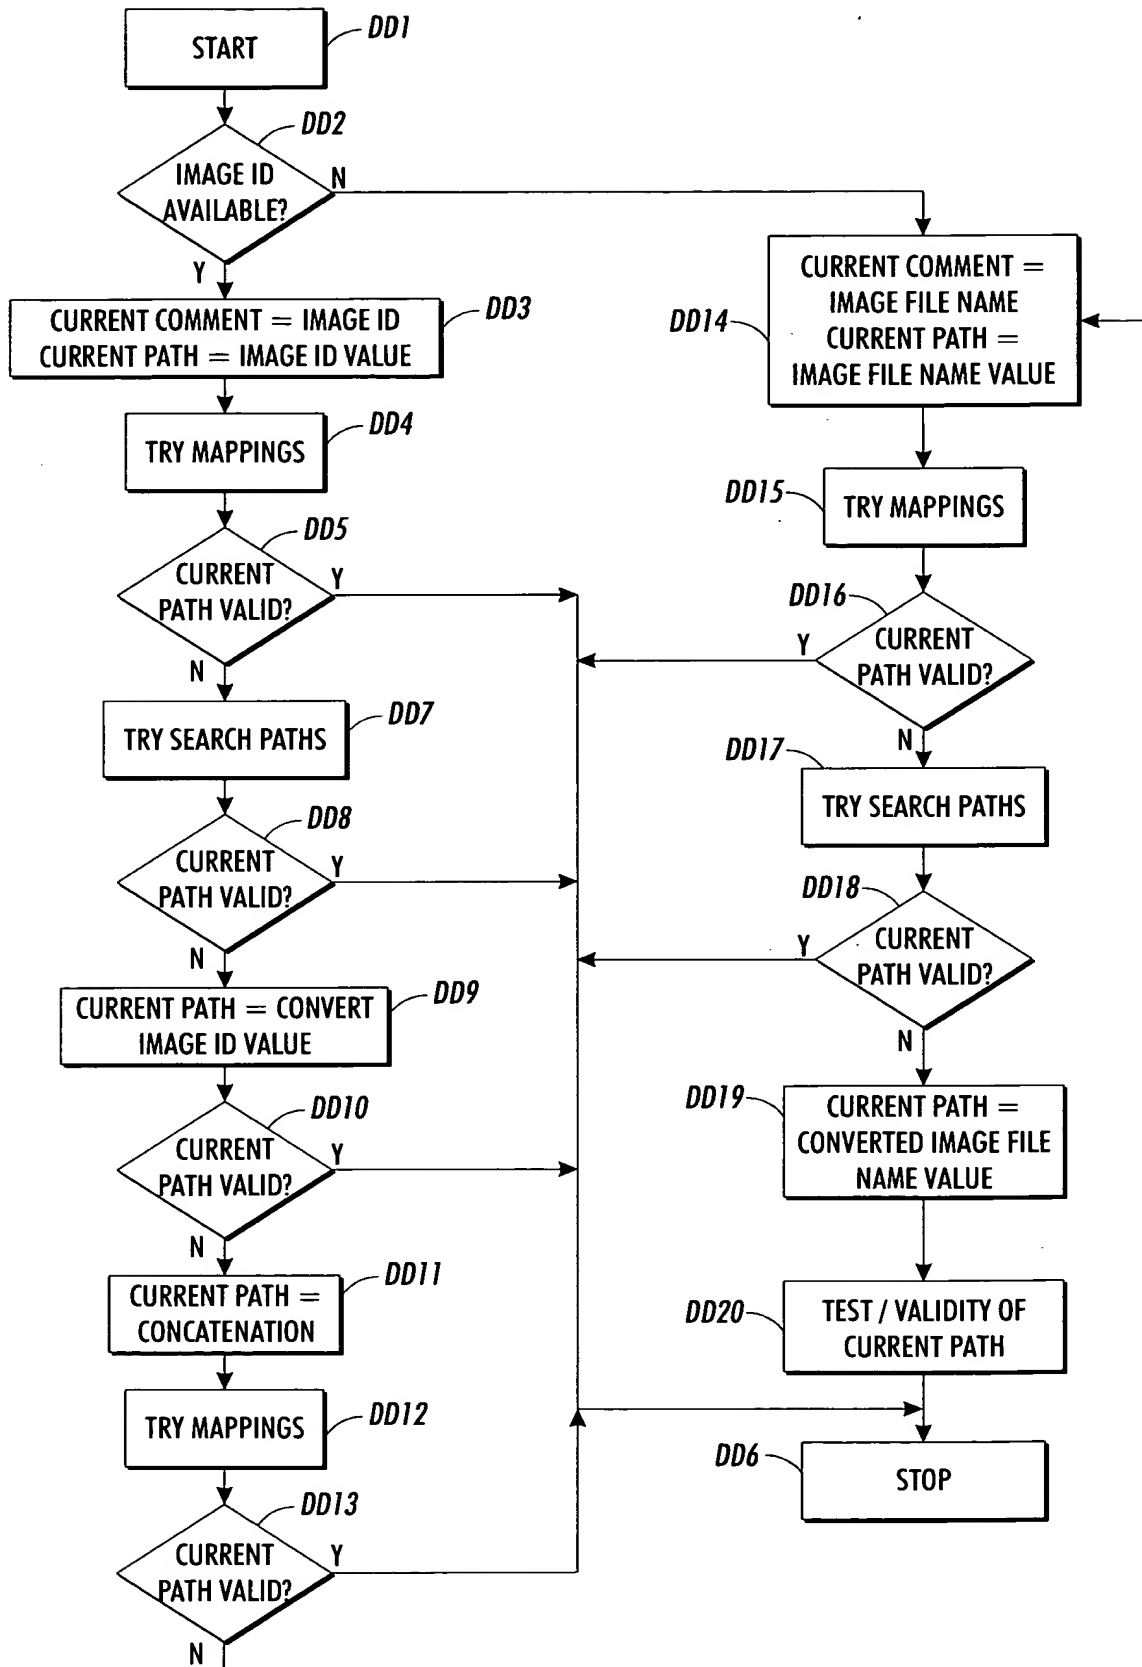 START
DD1
DD2
IMAGE ID
AVAILABLE?
N
Y
CURRENT COMMENT = IMAGE ID
CURRENT PATH = IMAGE ID VALUE
DD3
TRY MAPPINGS
DD4
DD5
CURRENT
PATH VALID?
Y
N
TRY SEARCH PATHS
DD7
DD8
CURRENT
PATH VALID?
Y
N
CURRENT PATH = CONVERT
IMAGE ID VALUE
DD9
DD10
CURRENT
PATH VALID?
Y
N
CURRENT PATH =
CONCATENATION
DD11
TRY MAPPINGS
DD12
DD13
CURRENT
PATH VALID?
Y
N
CURRENT COMMENT =
IMAGE FILE NAME
CURRENT PATH =
IMAGE FILE NAME VALUE
DD14
DD15
TRY MAPPINGS
DD16
CURRENT
PATH VALID?
Y
N
DD17
TRY SEARCH PATHS
DD18
CURRENT
PATH VALID?
Y
N
DD19
CURRENT PATH =
CONVERTED IMAGE FILE
NAME VALUE
DD20
TEST / VALIDITY OF
CURRENT PATH
DD6
STOP